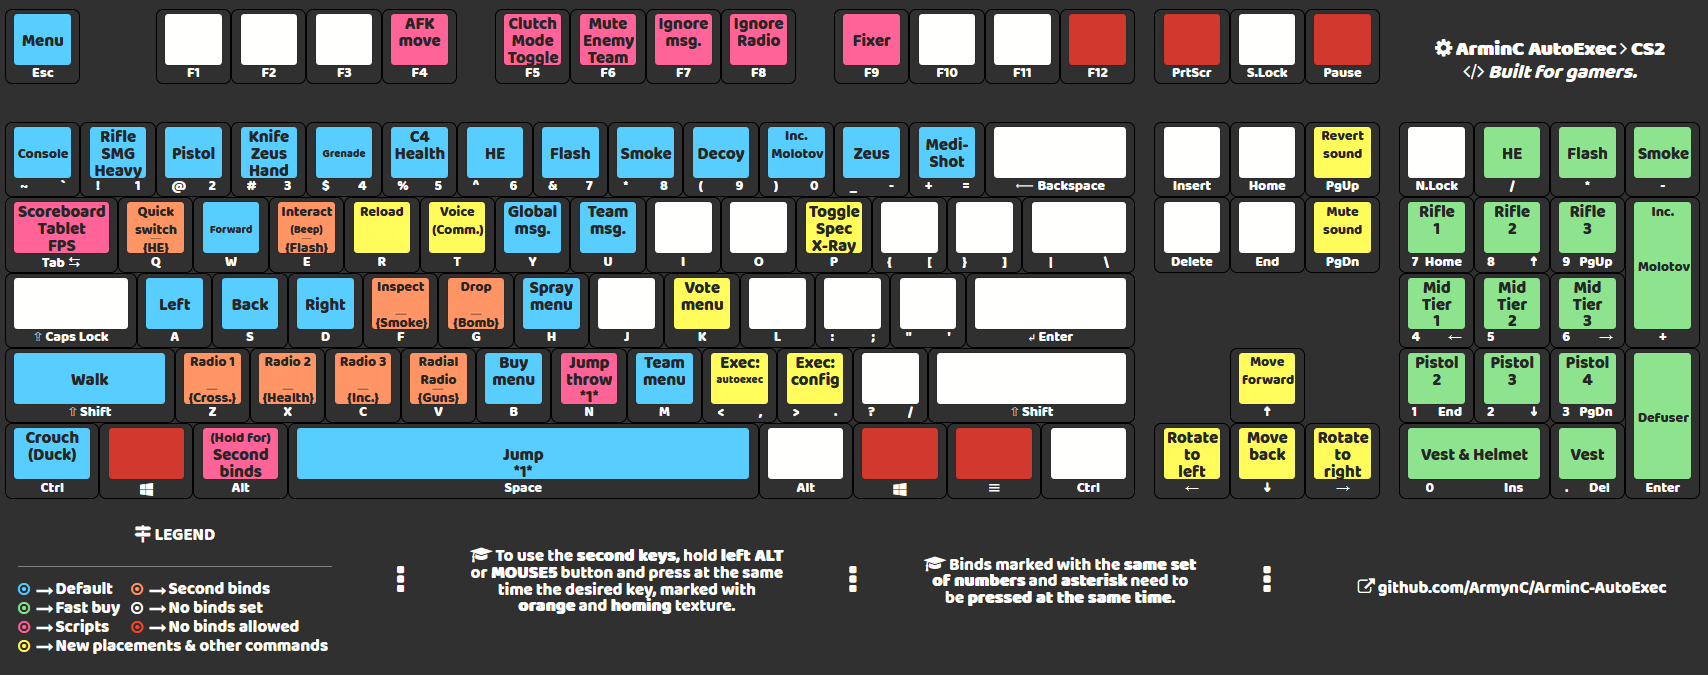 Menu
Esc
F1
F2
F3
AFK
move
F4
Clutch
Mode
Toggle
F5
Mute
Enemy
Team
F6
Ignore
msg.
F7
Ignore
Radio
F8
Fixer
F9
F10
F11
F12
PrtScr
S.Lock
Pause
ArminC AutoExec > CS2
</> Built for gamers.
Console
~ `
Rifle
SMG
Heavy
! 1
Pistol
@ 2
Knife
Zeus
Hand
# 3
Grenade
$ 4
C4
Health
% 5
HE
^ 6
Flash
& 7
Smoke
* 8
Decoy
( 9
Inc.
Molotov
) 0
Zeus
_ -
Medi-
Shot
+ =
⟵ Backspace
Insert
Home
Revert
sound
PgUp
N.Lock
HE
/
Flash
*
Smoke
-
Scoreboard
Tablet
FPS
Tab ⇆
Quick
switch
__
{HE}
Q
Forward
W
Interact
(Beep)
__
{Flash}
E
Reload
R
Voice
(Comm.)
T
Global
msg.
Y
Team
msg.
U
I
O
Toggle
Spec
X-Ray
P
{ [
} ]
| \
Delete
End
Mute
sound
PgDn
Rifle
1
7 Home
Rifle
2
8 ↑
Rifle
3
9 PgUp
Inc.
Molotov
+
⇧ Caps Lock
Left
A
Back
S
Right
D
Inspect
__
{Smoke}
F
Drop
__
{Bomb}
G
Spray
menu
H
J
Vote
menu
K
L
: ;
" '
↲ Enter
Mid
Tier
1
4 ←
Mid
Tier
2
5
Mid
Tier
3
6 →
Walk
⇧ Shift
Radio 1
__
{Cross.}
Z
Radio 2
__
{Health}
X
Radio 3
__
{Inc.}
C
Radial
Radio
__
{Guns}
V
Buy
menu
B
Jump
throw
*1*
N
Team
menu
M
Exec:
autoexec
< ,
Exec:
config
> .
? /
⇧ Shift
Move
forward
↑
Pistol
2
1 End
Pistol
3
2 ↓
Pistol
4
3 PgDn
Defuser
Enter
Crouch
(Duck)
Ctrl
(Hold For)
Second
binds
Alt
Jump
*1*
Space
Alt
≡
Ctrl
Rotate
to
left
←
Move
back
↓
Rotate
to
right
→
Vest & Helmet
0 Ins
Vest
. Del
LEGEND
→ Default
→ Second binds
→ Fast buy
→ No binds set
→ Scripts
→ No binds allowed
→ New placements & other commands
To use the second keys, hold left ALT
or MOUSE5 button and press at the same
time the desired key, marked with
orange and homing texture.
Binds marked with the same set
of numbers and asterisk need to
be pressed at the same time.
github.com/ArmynC/ArminC-AutoExec